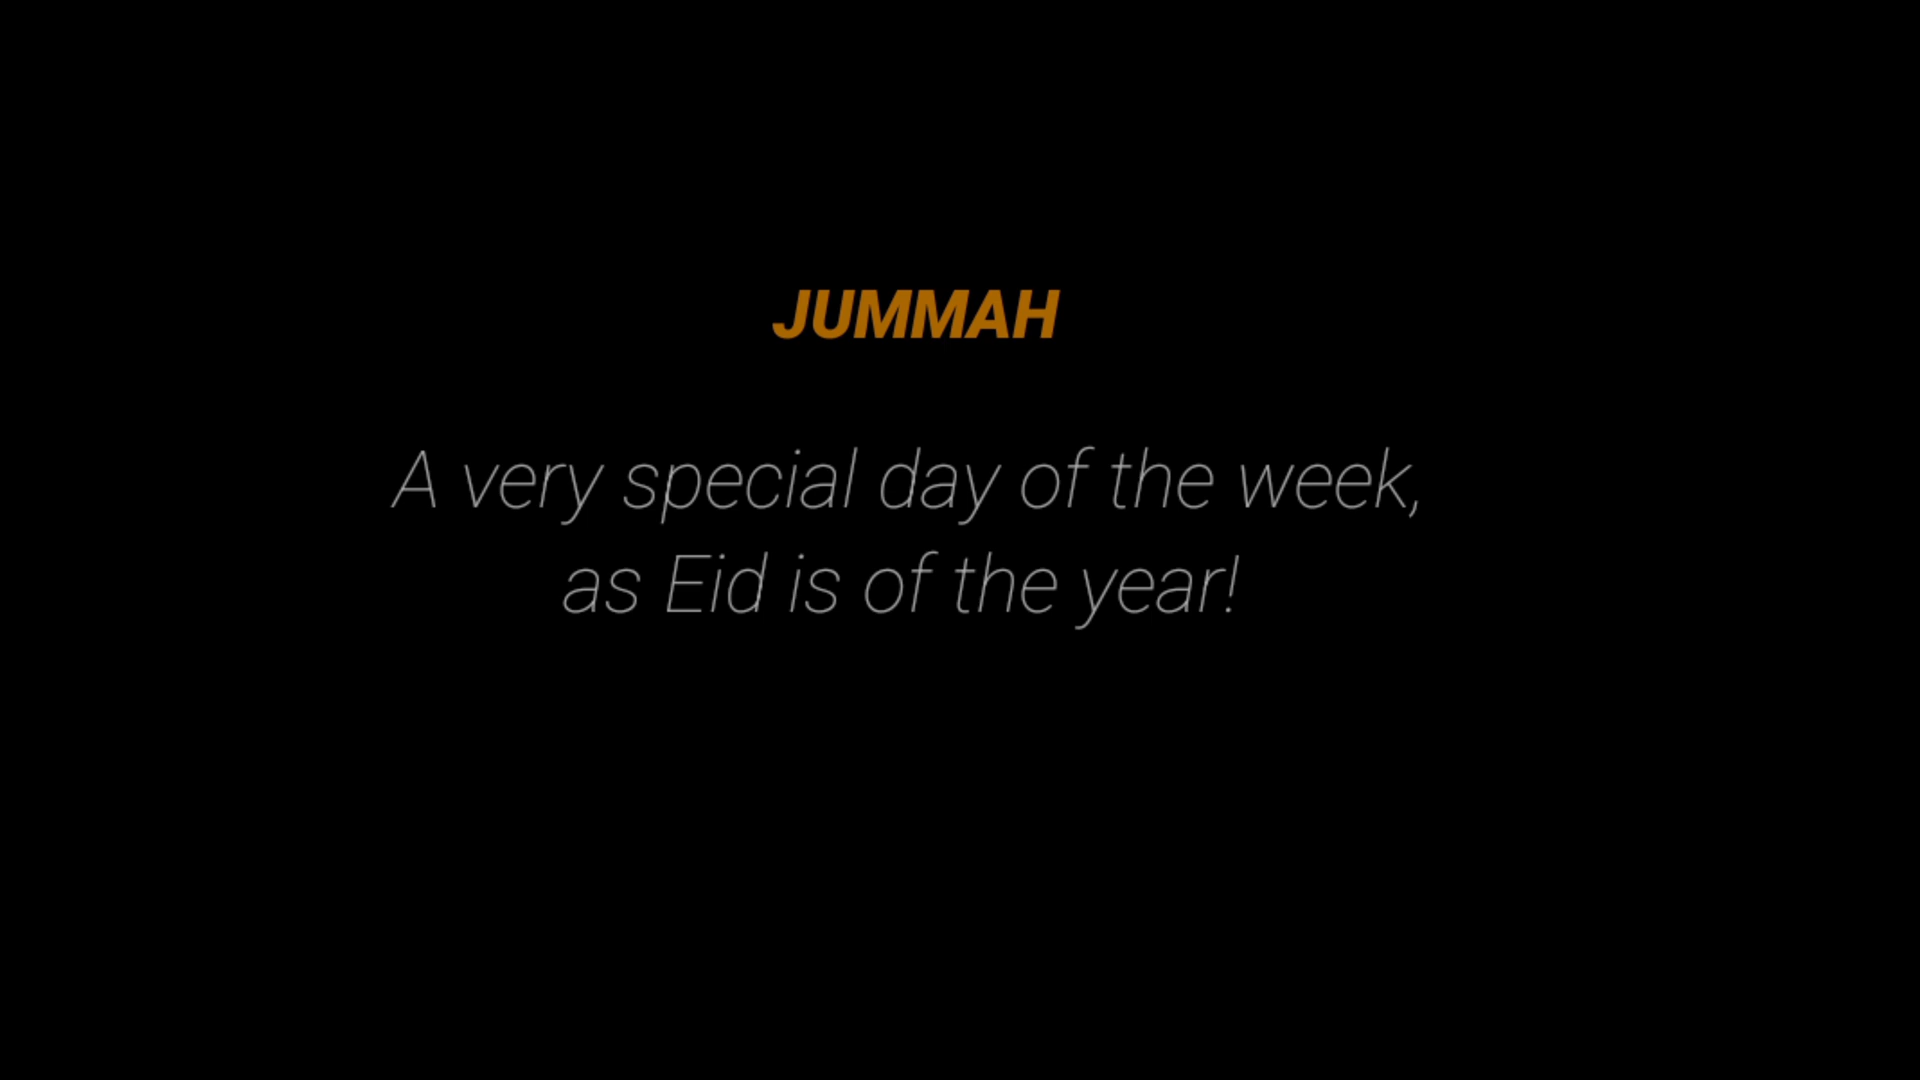 JUMMAH
A very special day of the week,
as Eid is of the year!